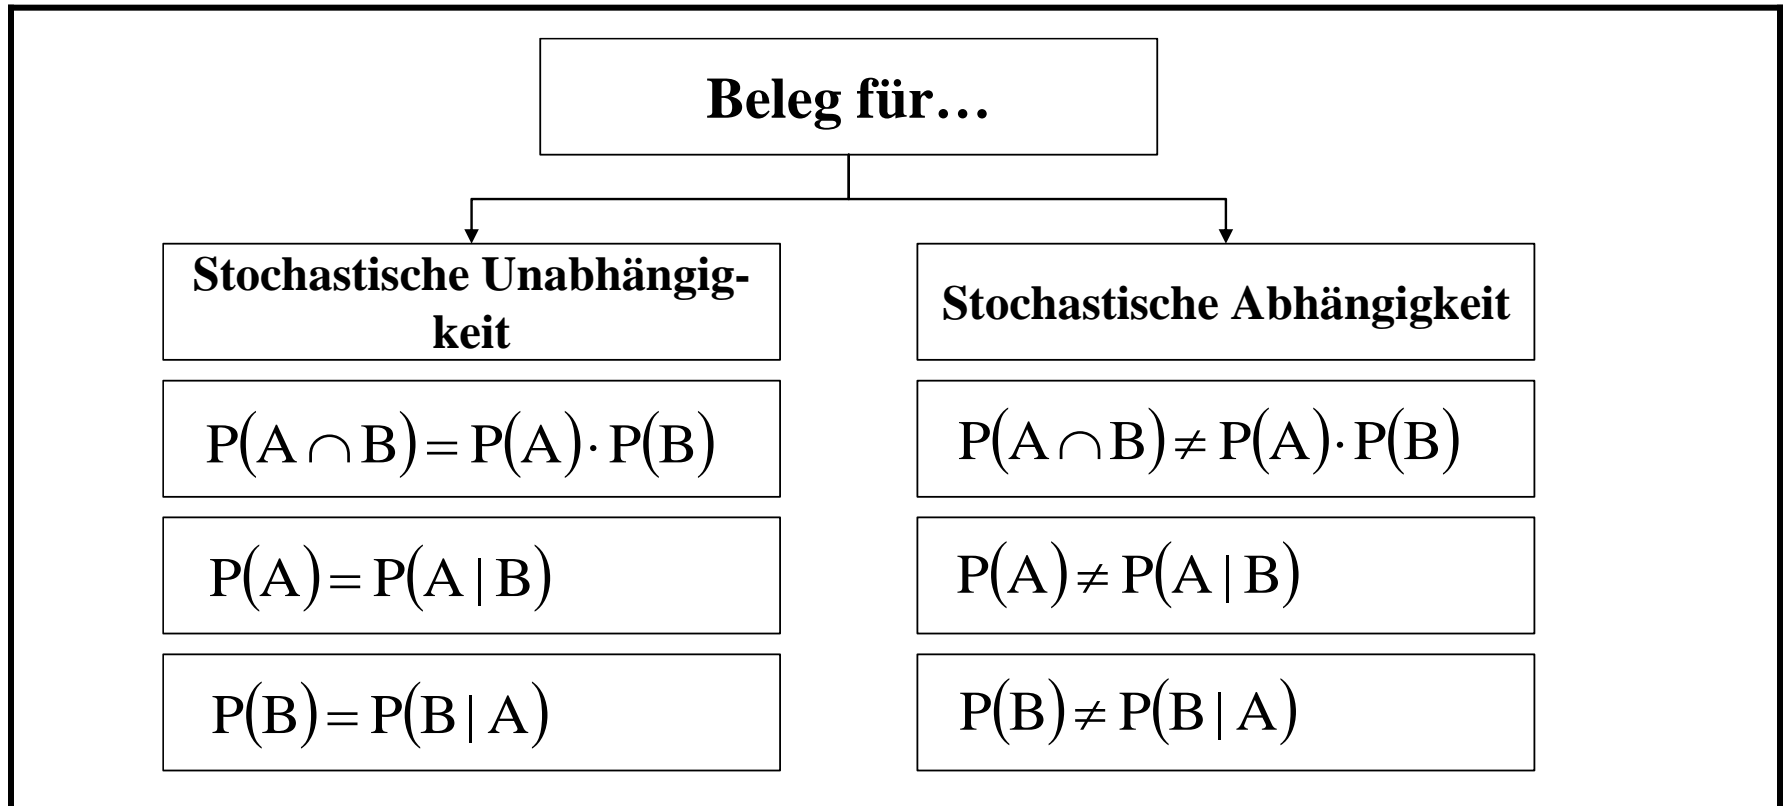 Beleg für…
Stochastische Unabhängig-
keit
P(A ∩ B) = P(A) · P(B)
P(A) = P(A | B)
P(B) = P(B | A)
Stochastische Abhängigkeit
P(A ∩ B) ≠ P(A) · P(B)
P(A) ≠ P(A | B)
P(B) ≠ P(B | A)